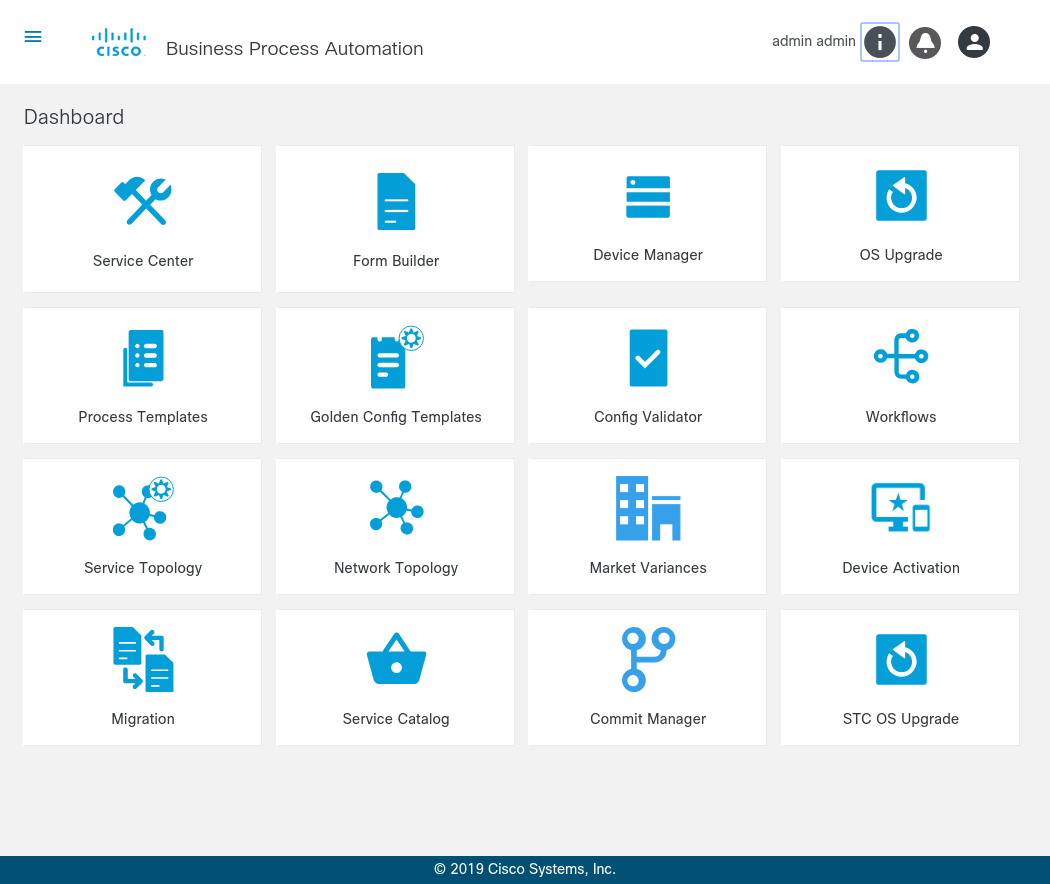 CISCO
Business Process Automation
admin admin
Dashboard
Service Center
Form Builder
Device Manager
OS Upgrade
Process Templates
Golden Config Templates
Config Validator
Workflows
Service Topology
Network Topology
Market Variances
Device Activation
Migration
Service Catalog
Commit Manager
STC OS Upgrade
© 2019 Cisco Systems, Inc.